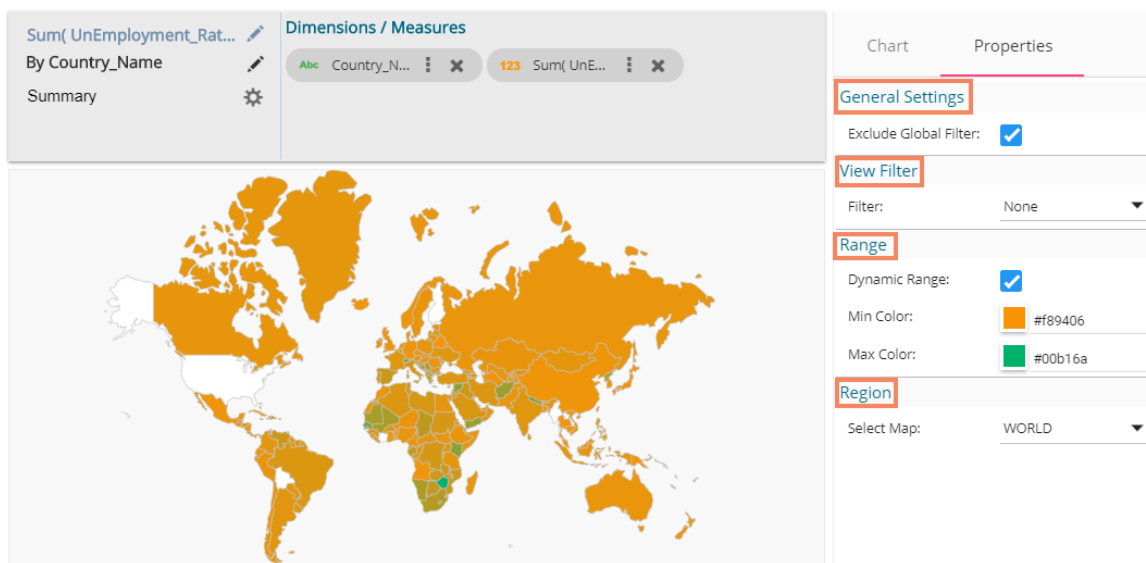 Sum( UnEmployment_Rat...
By Country_Name
Summary
Dimensions / Measures
Abc Country_N...
123 Sum( UnE...
Chart Properties
General Settings
Exclude Global Filter:
View Filter
Filter: None
Range
Dynamic Range:
Min Color: #f89406
Max Color: #00b16a
Region
Select Map: WORLD